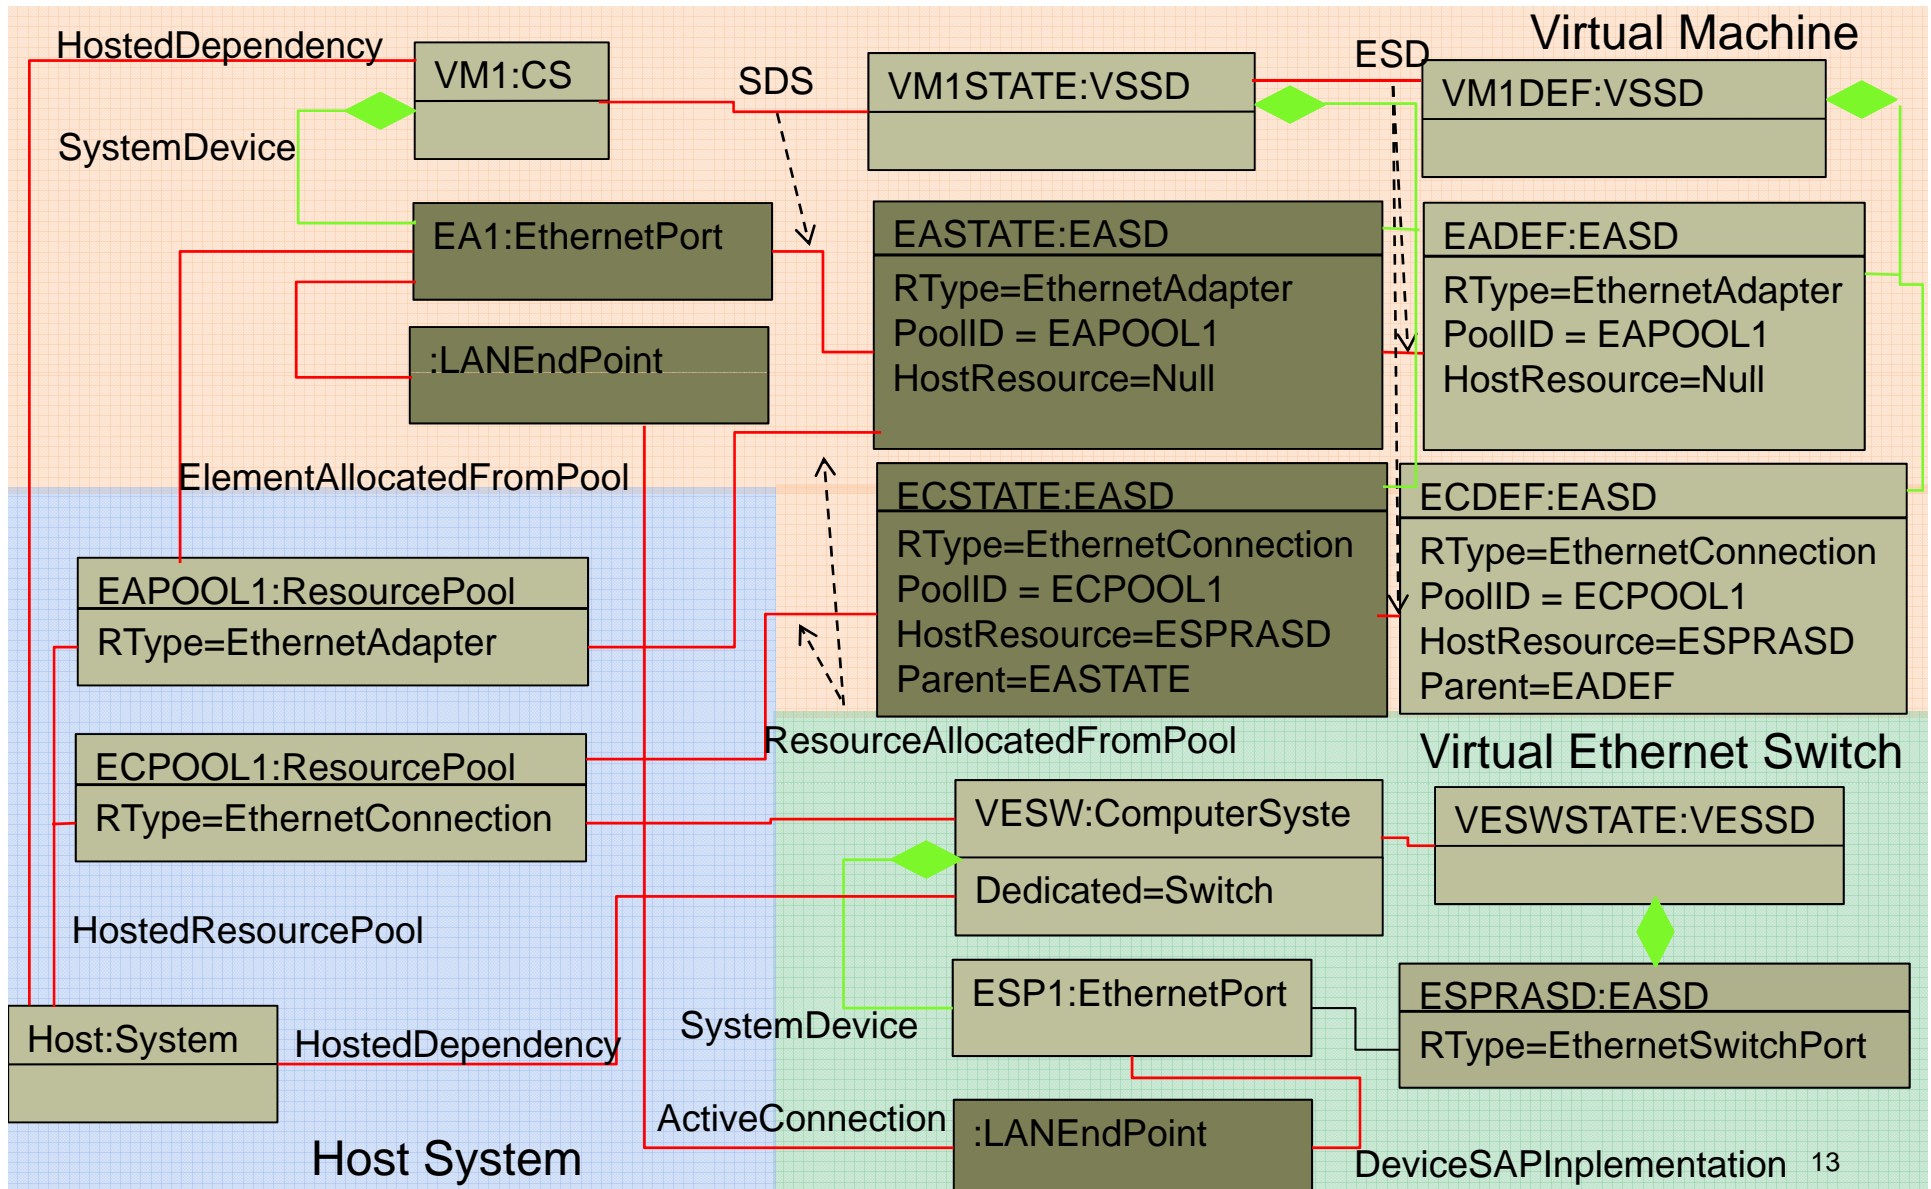 Virtual Machine
HostedDependency
VM1:CS
SDS
VM1STATE:VSSD
ESD
VM1DEF:VSSD
SystemDevice
EA1:EthernetPort
EASTATE:EASD
RType=EthernetAdapter
PoolID = EAPOOL1
HostResource=Null
EADEF:EASD
RType=EthernetAdapter
PoolID = EAPOOL1
HostResource=Null
:LANEndPoint
ElementAllocatedFromPool
ECSTATE:EASD
RType=EthernetConnection
PoolID = ECPOOL1
HostResource=ESPRASD
Parent=EASTATE
ECDEF:EASD
RType=EthernetConnection
PoolID = ECPOOL1
HostResource=ESPRASD
Parent=EADEF
EAPOOL1:ResourcePool
RType=EthernetAdapter
ResourceAllocatedFromPool
Virtual Ethernet Switch
ECPOOL1:ResourcePool
RType=EthernetConnection
VESW:ComputerSyste
Dedicated=Switch
VESWSTATE:VESSD
HostedResourcePool
ESP1:EthernetPort
ESPRASD:EASD
RType=EthernetSwitchPort
Host:System
HostedDependency
SystemDevice
ActiveConnection
:LANEndPoint
Host System
DeviceSAPInplementation
13